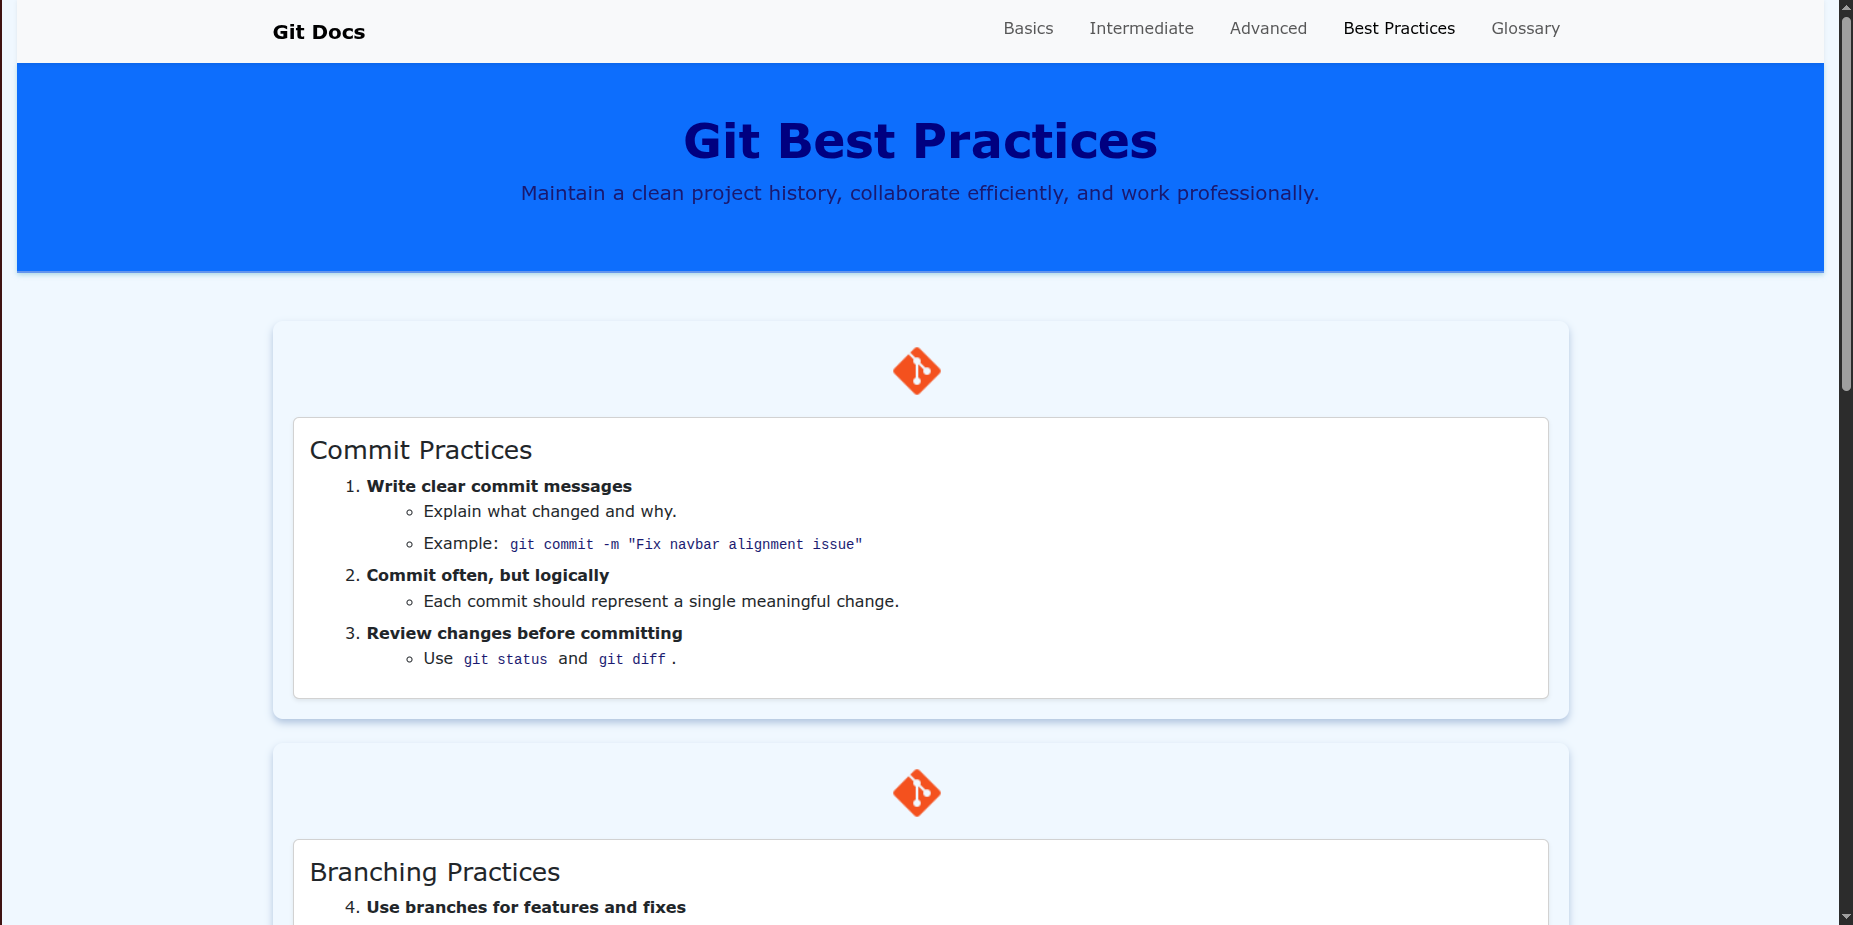 Git Docs
Basics Intermediate Advanced Best Practices Glossary
Git Best Practices
Maintain a clean project history, collaborate efficiently, and work professionally.
Commit Practices
1. Write clear commit messages
Explain what changed and why.
Example: git commit -m "Fix navbar alignment issue"
2. Commit often, but logically
Each commit should represent a single meaningful change.
3. Review changes before committing
Use git status and git diff.
Branching Practices
4. Use branches for features and fixes